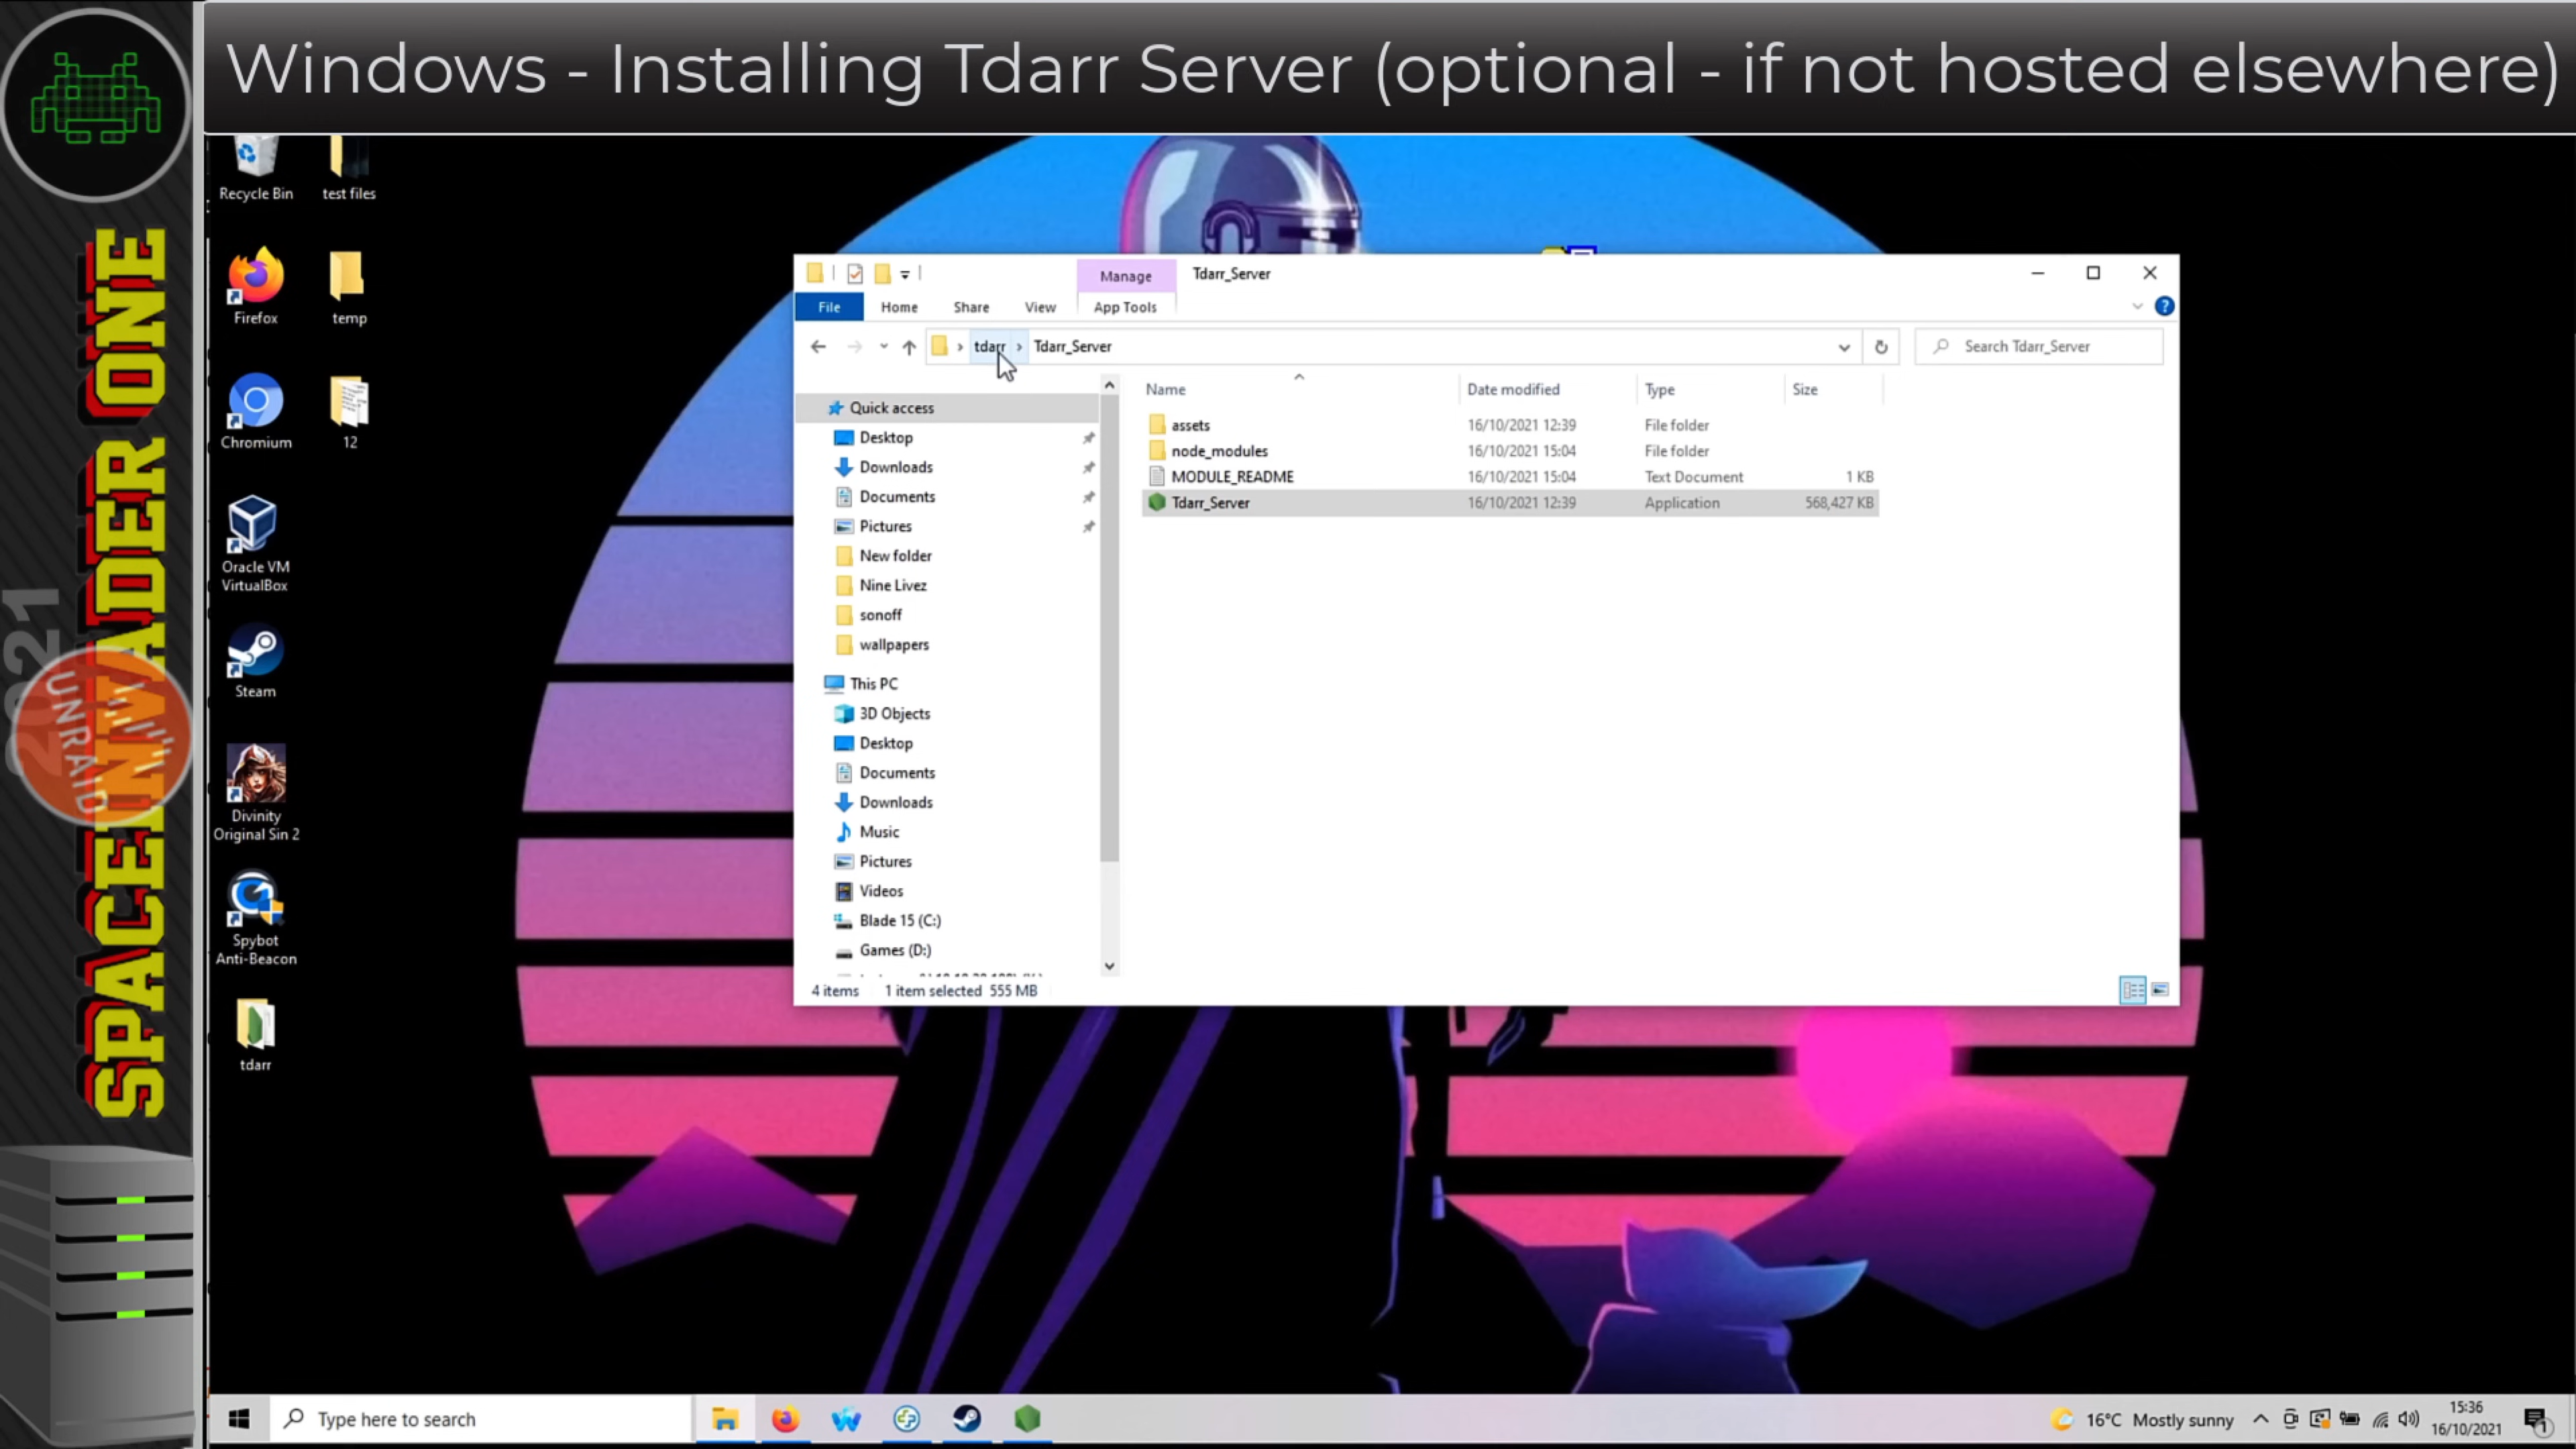 Windows - Installing Tdarr Server (optional - if not hosted elsewhere)
SPACEINVADER ONE
2021
UNRAID
Recycle Bin
test files
Firefox
temp
Chromium
12
Oracle VM
VirtualBox
Steam
Divinity
Original Sin 2
Spybot
Anti-Beacon
tdarr
Manage
Tdarr_Server
File
Home
Share
View
App Tools
tdarr
Tdarr_Server
Search Tdarr_Server
Quick access
Desktop
Downloads
Documents
Pictures
New folder
Nine Livez
sonoff
wallpapers
This PC
3D Objects
Desktop
Documents
Downloads
Music
Pictures
Videos
Blade 15 (C:)
Games (D:)
Name Date modified Type Size
assets 16/10/2021 12:39 File folder
node_modules 16/10/2021 15:04 File folder
MODULE_README 16/10/2021 15:04 Text Document 1 KB
Tdarr_Server 16/10/2021 12:39 Application 568,427 KB
4 items 1 item selected 555 MB
Type here to search
16°C Mostly sunny
15:36
16/10/2021
1